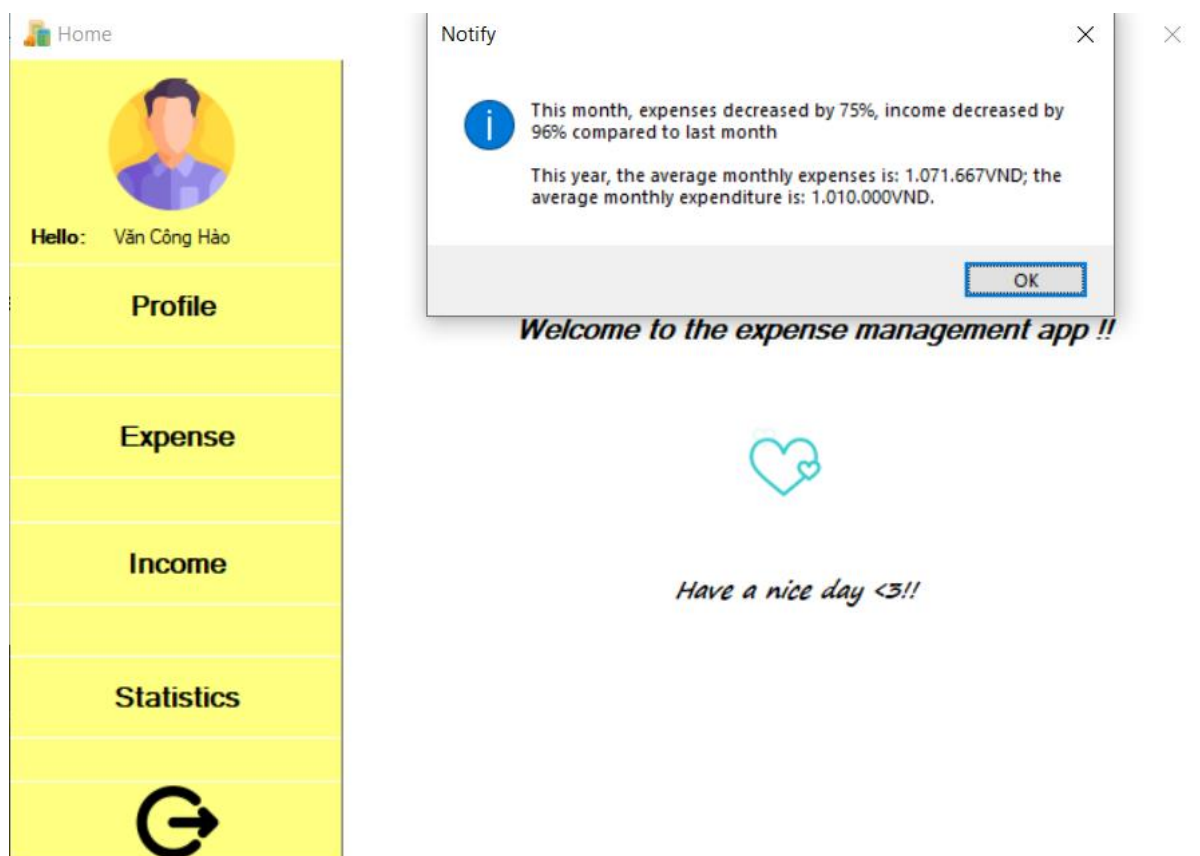 Home
Notify
This month, expenses decreased by 75%, income decreased by
96% compared to last month
This year, the average monthly expenses is: 1.071.667VND; the
average monthly expenditure is: 1.010.000VND.
OK
Hello: Văn Công Hào
Profile
Expense
Income
Statistics
Welcome to the expense management app !!
Have a nice day <3!!